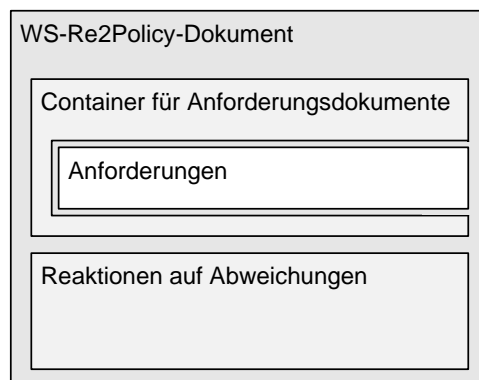 WS-Re2Policy-Dokument
Container für Anforderungsdokumente
Anforderungen
Reaktionen auf Abweichungen